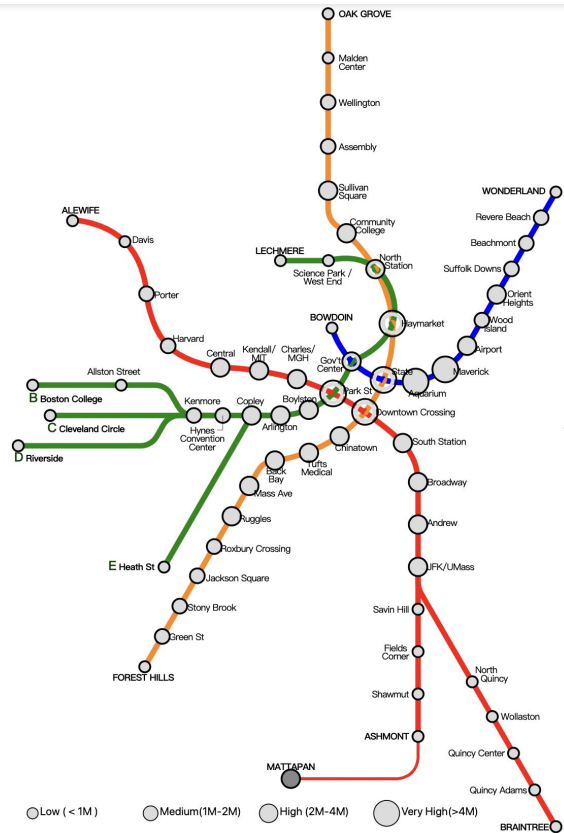 OAK GROVE
Malden
Center
Wellington
Assembly
Sullivan
Square
WONDERLAND
ALEWIFE
Revere Beach
Community
College
Davis
Beachmont
LECHMERE
North
Station
Science Park /
West End
Suffolk Downs
Porter
Orient
Heights
BOWDOIN
Haymarket
Wood
Island
Harvard
Central
Kendall/
MIT
Charles/
MGH
Gov't
Center
Airport
State
Maverick
Allston Street
Aquarium
B Boston College
Park St
Kenmore
Copley
Boylston
Downtown Crossing
C Cleveland Circle
Hynes
Convention
Center
Arlington
Chinatown
South Station
D Riverside
Tufts
Medical
Back
Bay
Broadway
Mass Ave
Ruggles
Andrew
Roxbury Crossing
E Heath St
JFK/UMass
Jackson Square
Stony Brook
Savin Hill
Green St
Fields
Corner
FOREST HILLS
North
Quincy
Shawmut
Wollaston
ASHMONT
Quincy Center
MATTAPAN
Quincy Adams
Low ( < 1M )
Medium(1M-2M)
High (2M-4M)
Very High(>4M)
BRAINTREE